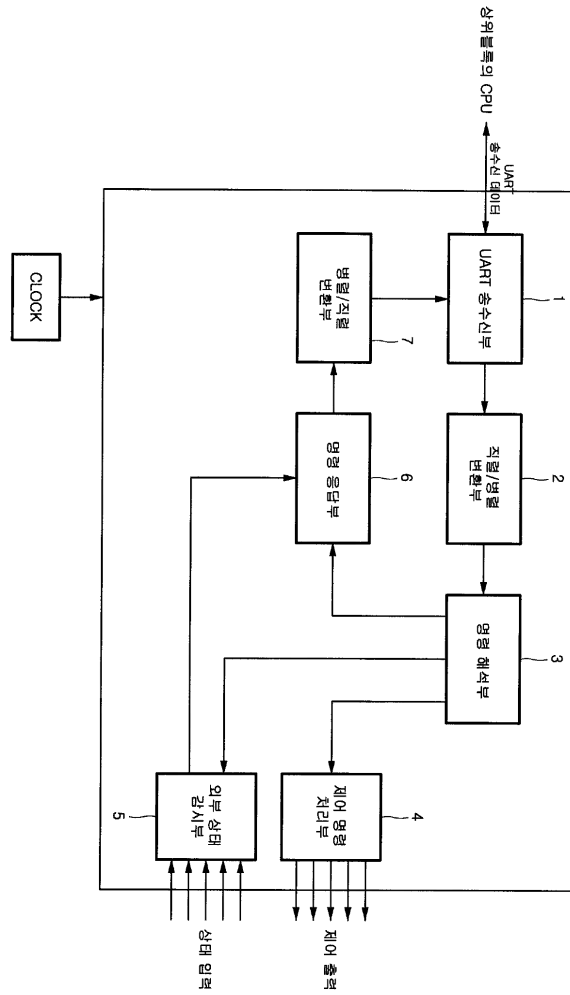 상위블록의 CPU
UART
송수신 데이터
UART 송수신부
1
직렬/병렬
변환부
2
명령 해석부
3
병렬/직렬
변환부
7
명령 응답부
6
제어 명령
처리부
4
제어 출력
외부 상태
감시부
5
상태 입력
CLOCK